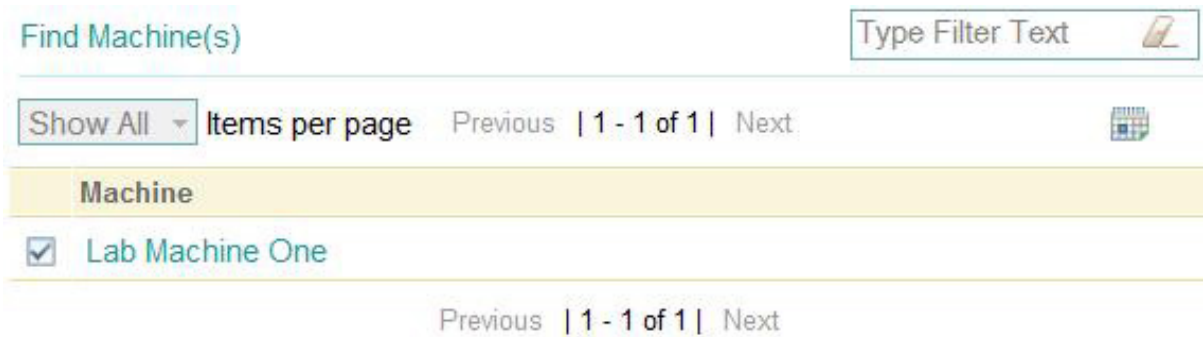 Find Machine(s) Type Filter Text
Show All Items per page Previous | 1 - 1 of 1 | Next
Machine
Lab Machine One
Previous | 1 - 1 of 1 | Next